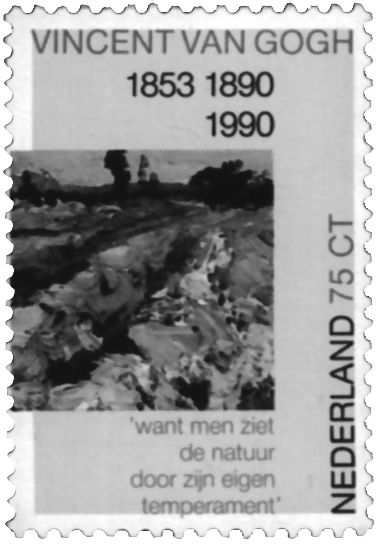 VINCENT VAN GOGH
1853 1890
1990
'want men ziet
de natuur
door zijn eigen
temperament'
NEDERLAND 75 CT